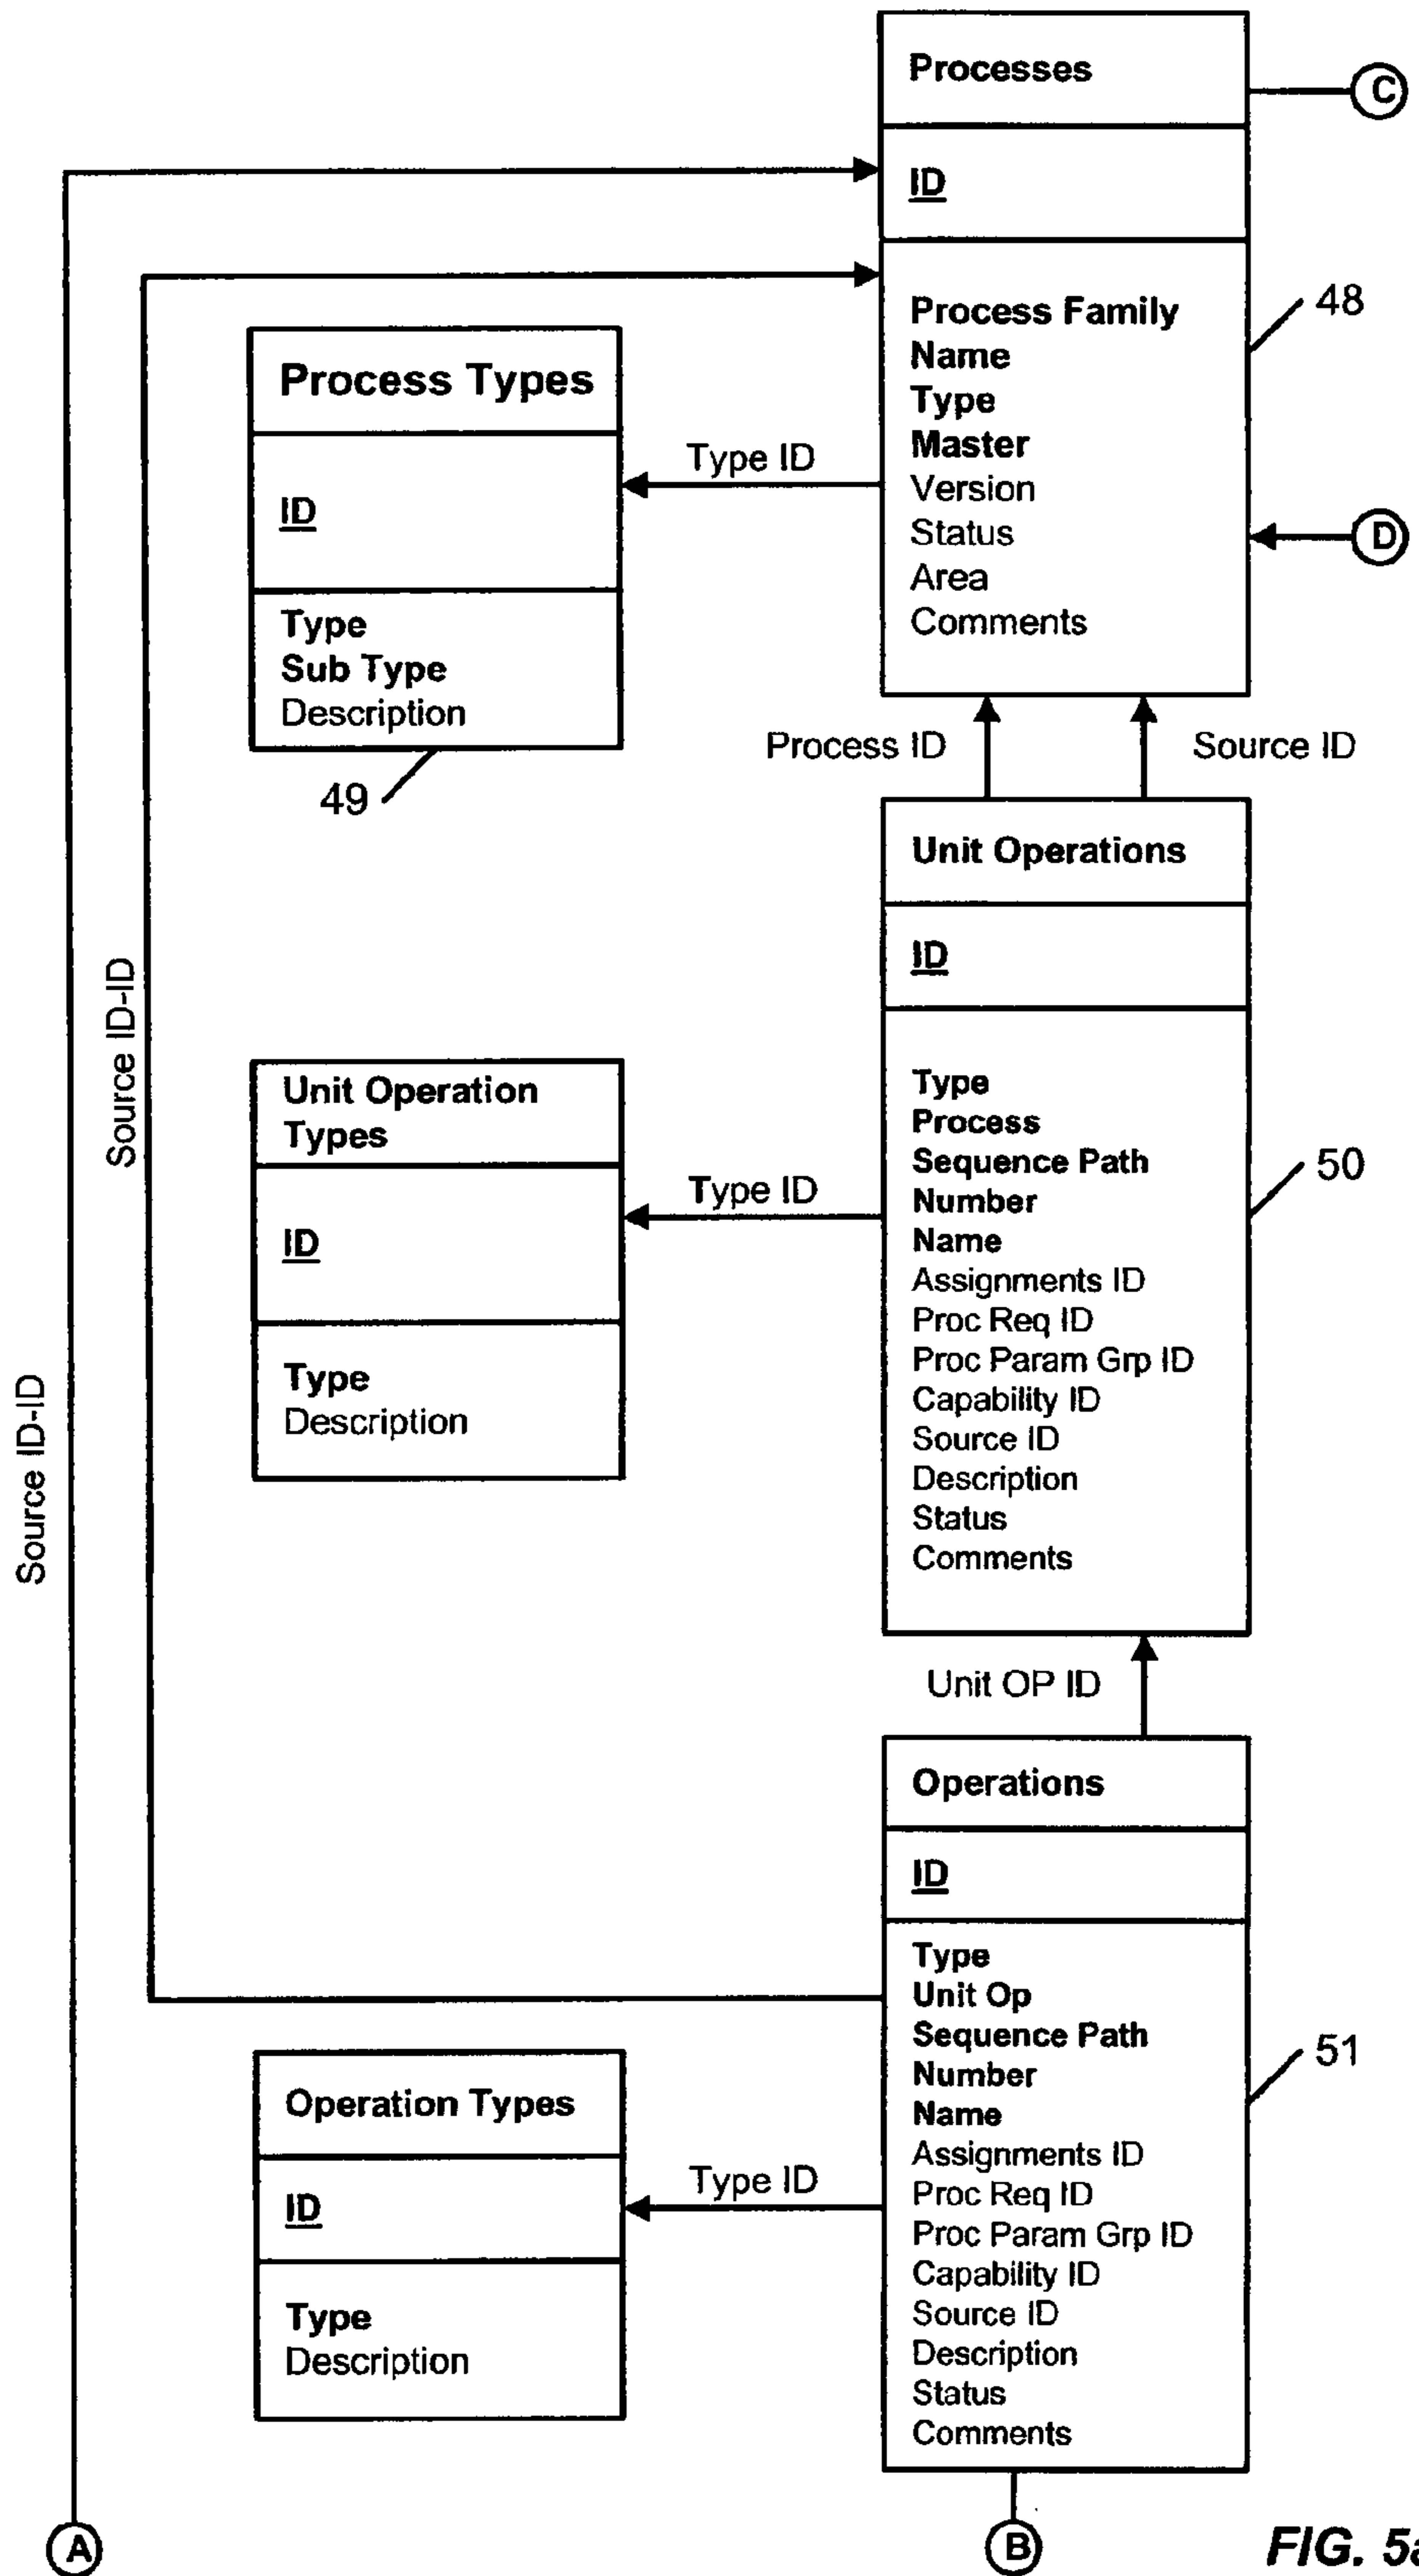 Processes
C
ID
Process Family
Name
Type
Master
Version
Status
Area
Comments
48
D
Process Types
ID
Type
Sub Type
Description
49
Type ID
Process ID
Source ID
Unit Operations
ID
Type
Process
Sequence Path
Number
Name
Assignments ID
Proc Req ID
Proc Param Grp ID
Capability ID
Source ID
Description
Status
Comments
50
Unit Operation
Types
ID
Type
Description
Type ID
Source ID-ID
Source ID-ID
Unit OP ID
Operations
ID
Type
Unit Op
Sequence Path
Number
Name
Assignments ID
Proc Req ID
Proc Param Grp ID
Capability ID
Source ID
Description
Status
Comments
51
Operation Types
ID
Type
Description
Type ID
A
B
FIG. 5a